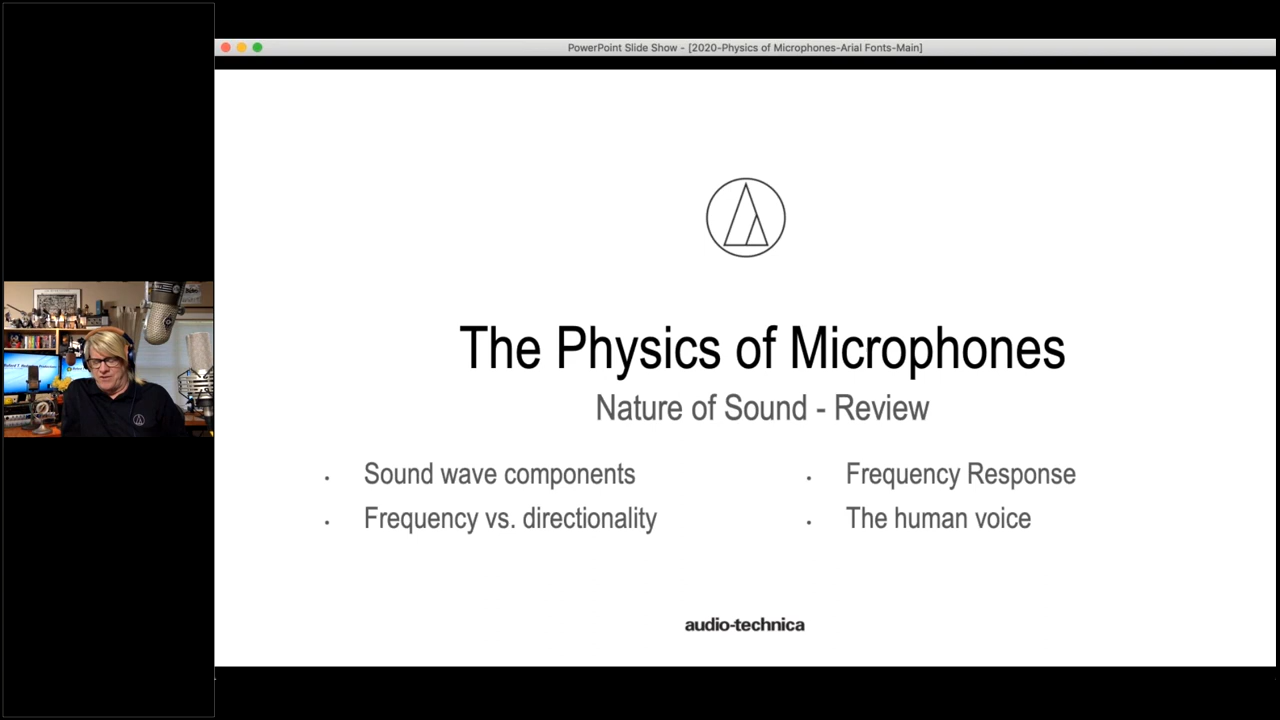 PowerPoint Slide Show - [2020-Physics of Microphones-Arial Fonts-Main]
The Physics of Microphones
Nature of Sound - Review
• Sound wave components
• Frequency vs. directionality
• Frequency Response
• The human voice
audio-technica